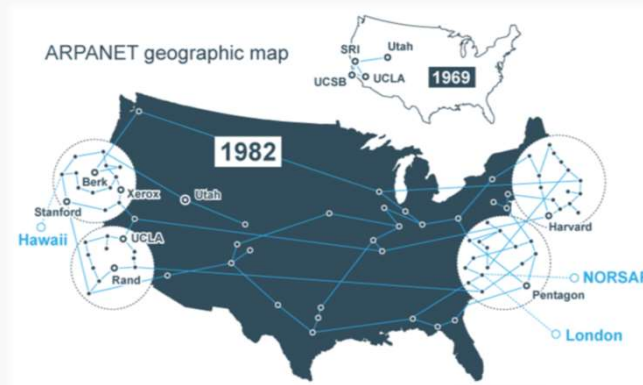 ARPANET geographic map
SRI
Utah
UCSB
UCLA
1969
1982
Berk
Xerox
Utah
Stanford
Hawaii
UCLA
Rand
Harvard
NORSAR
Pentagon
London